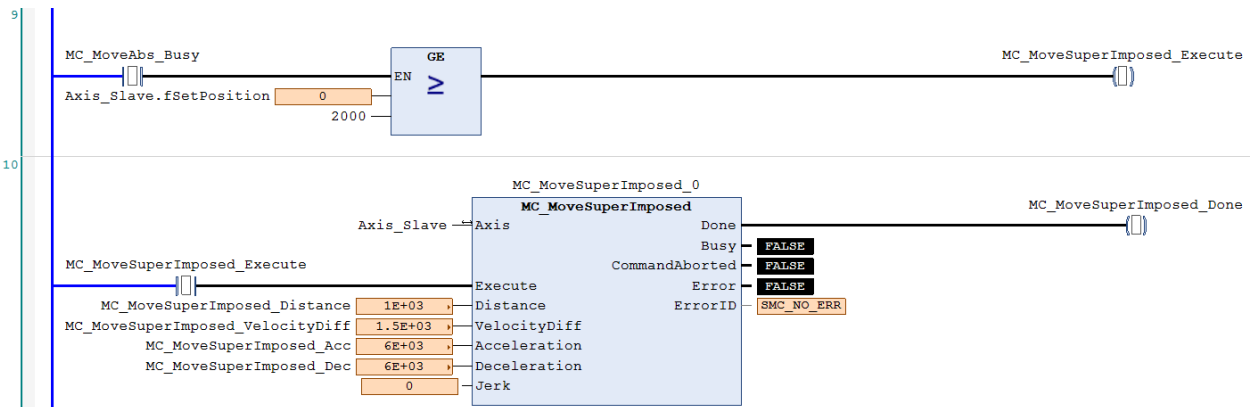 9
MC_MoveAbs_Busy
GE
MC_MoveSuperImposed_Execute
EN
≥
Axis_Slave.fSetPosition 0
2000
10
MC_MoveSuperImposed_0
MC_MoveSuperImposed
MC_MoveSuperImposed_Done
Axis_Slave Axis Done
Busy FALSE
MC_MoveSuperImposed_Execute CommandAborted FALSE
Execute Error FALSE
MC_MoveSuperImposed_Distance 1E+03 Distance ErrorID SMC_NO_ERR
MC_MoveSuperImposed_VelocityDiff 1.5E+03 VelocityDiff
MC_MoveSuperImposed_Acc 6E+03 Acceleration
MC_MoveSuperImposed_Dec 6E+03 Deceleration
0 Jerk